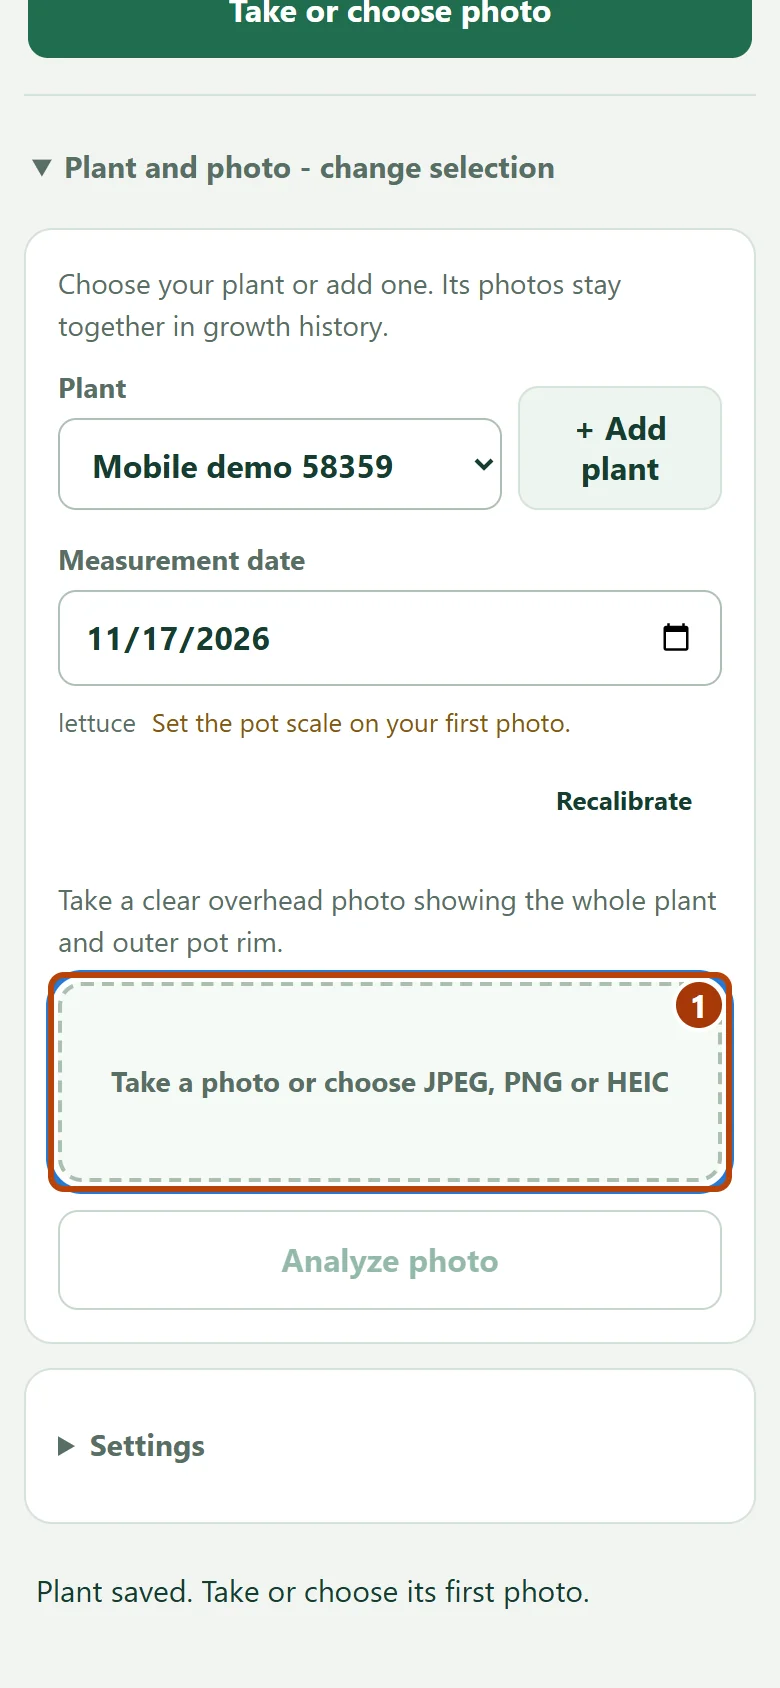 Take or choose photo
Plant and photo - change selection
Choose your plant or add one. Its photos stay
together in growth history.
Plant
Mobile demo 58359
+ Add
plant
Measurement date
11/17/2026
lettuce Set the pot scale on your first photo.
Recalibrate
Take a clear overhead photo showing the whole plant
and outer pot rim.
1
Take a photo or choose JPEG, PNG or HEIC
Analyze photo
Settings
Plant saved. Take or choose its first photo.